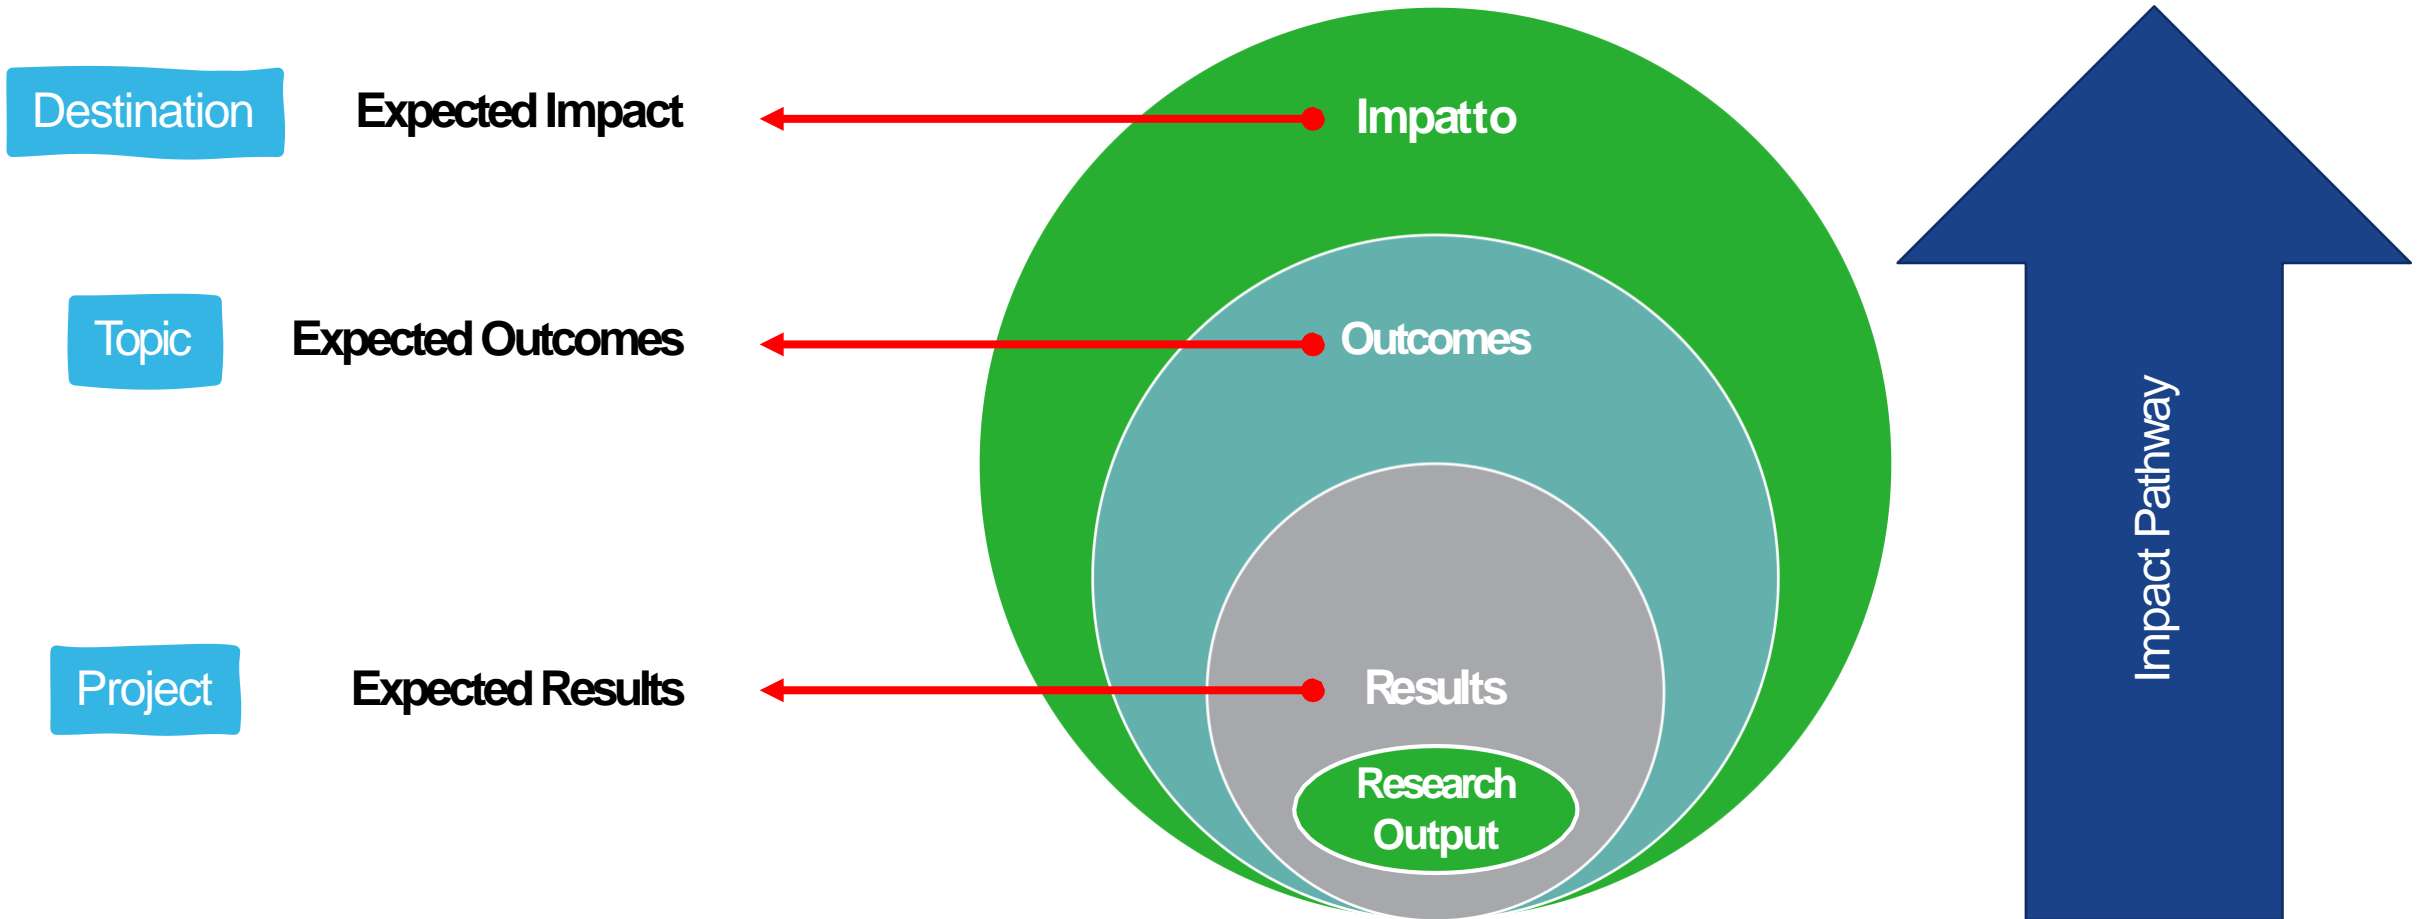 Destination
Expected Impact
Impatto
Topic
Expected Outcomes
Outcomes
Project
Expected Results
Results
Research
Output
Impact Pathway